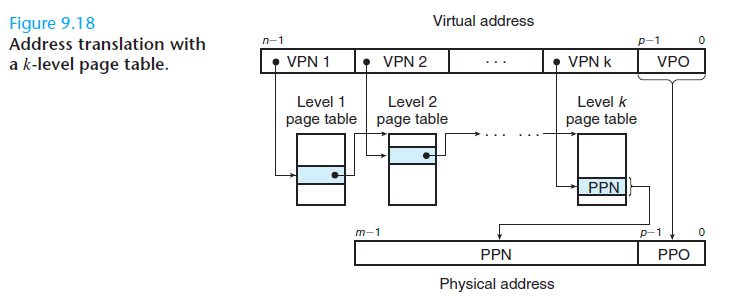 Figure 9.18
Address translation with
a k-level page table.
Virtual address
n−1 p−1 0
VPN 1 VPN 2 . . . VPN k VPO
Level 1 Level 2 Level k
page table page table page table
. . . . . .
PPN
m−1 p−1 0
PPN PPO
Physical address